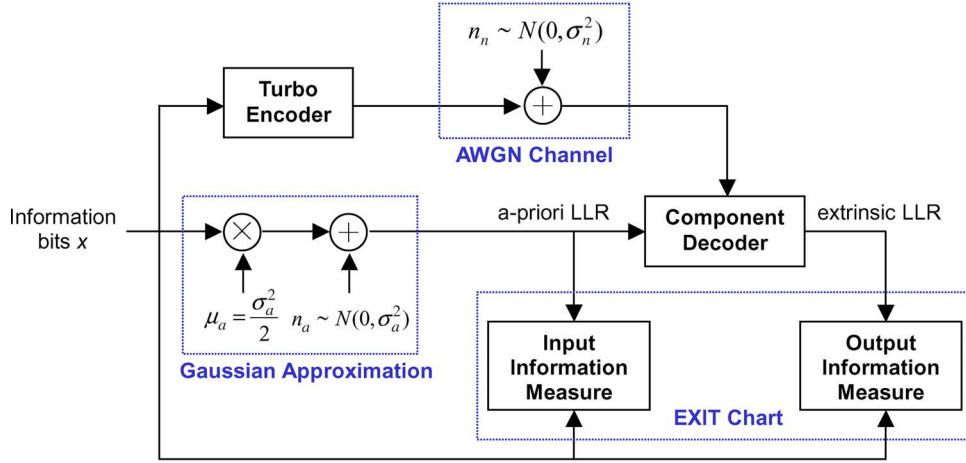 n_n ~ N(0, σ_n^2)
Turbo
Encoder
+
AWGN Channel
Information
bits x
×
+
a-priori LLR
Component
Decoder
extrinsic LLR
μ_a = σ_a^2/2
n_a ~ N(0, σ_a^2)
Gaussian Approximation
Input
Information
Measure
Output
Information
Measure
EXIT Chart